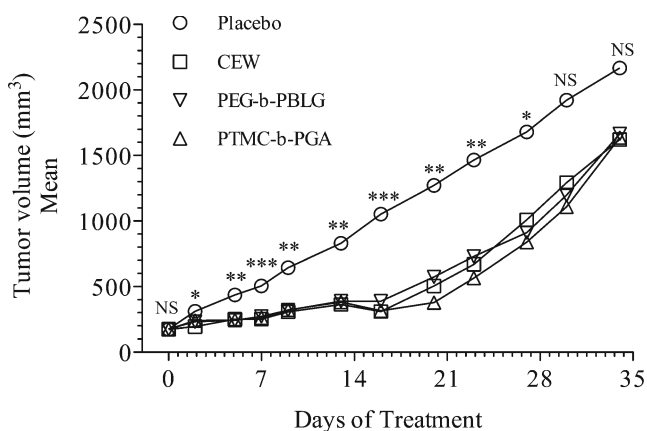 Placebo
CEW
PEG-b-PBLG
PTMC-b-PGA
Tumor volume (mm³)
Mean
2500
2000
1500
1000
500
0
NS
*
**
***
**
**
***
**
**
*
NS
NS
0 7 14 21 28 35
Days of Treatment